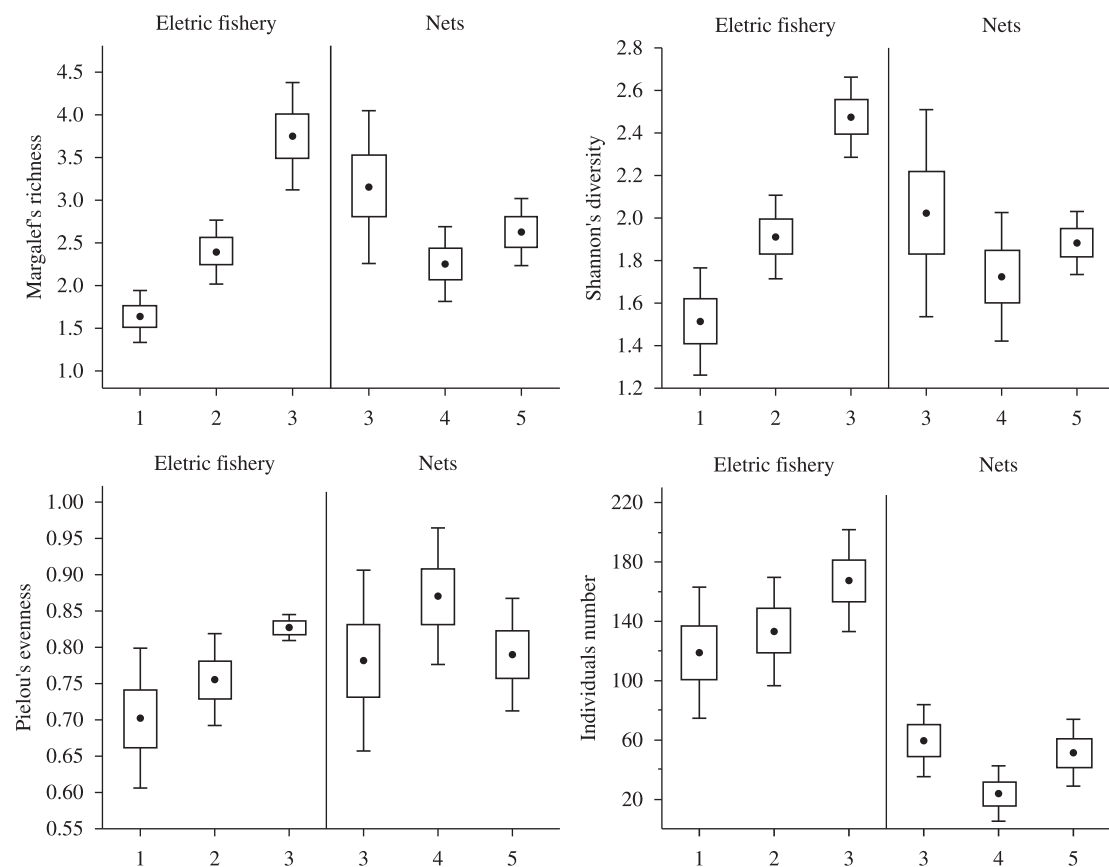 Eletric fishery Nets
Margalef's richness
4.5
4.0
3.5
3.0
2.5
2.0
1.5
1.0
1 2 3 3 4 5
Eletric fishery Nets
Shannon's diversity
2.8
2.6
2.4
2.2
2.0
1.8
1.6
1.4
1.2
1 2 3 3 4 5
Eletric fishery Nets
Pielou's evenness
1.00
0.95
0.90
0.85
0.80
0.75
0.70
0.65
0.60
0.55
1 2 3 3 4 5
Eletric fishery Nets
Individuals number
220
180
140
100
60
20
1 2 3 3 4 5